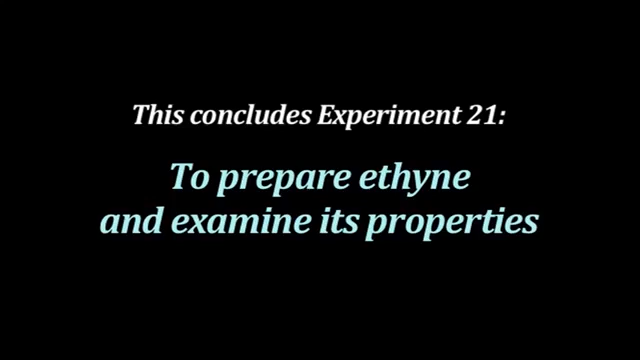 This concludes Experiment 21:
To prepare ethyne
and examine its properties